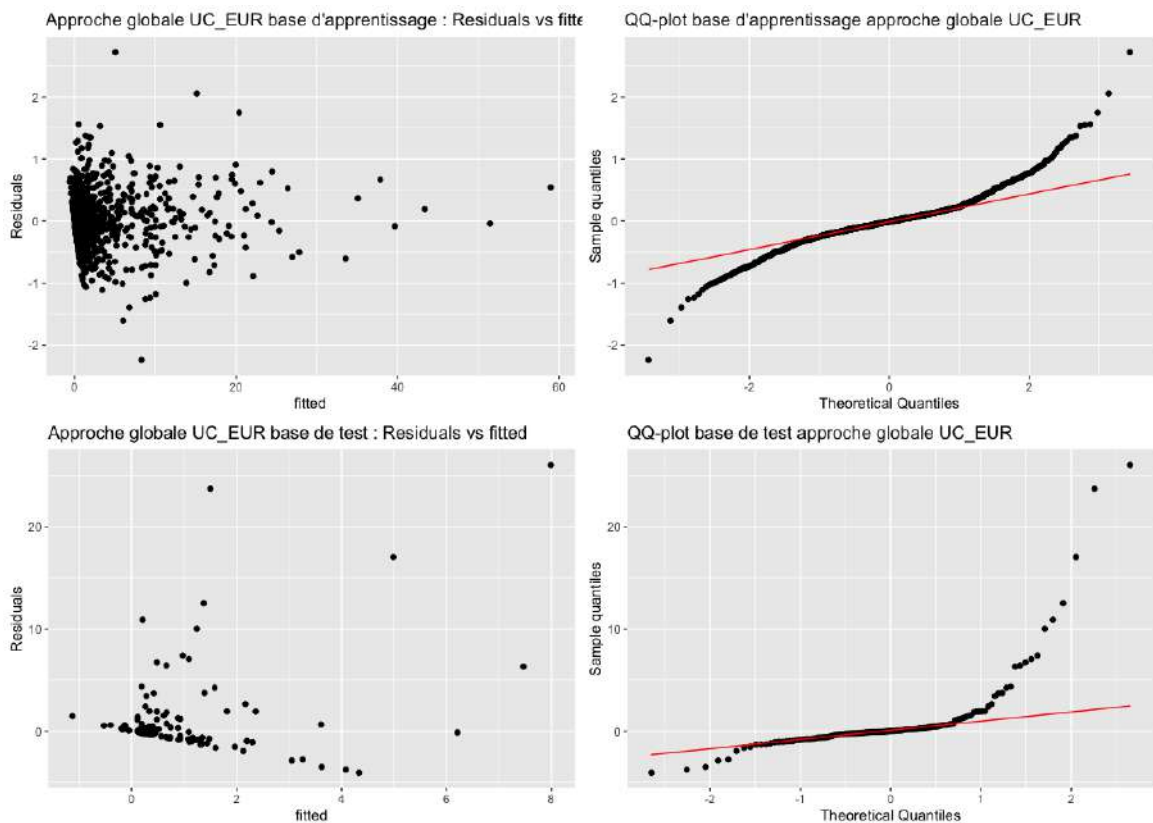 Approche globale UC_EUR base d'apprentissage : Residuals vs fitte
2
1
0
-1
-2
Residuals
0
20
40
60
fitted
QQ-plot base d'apprentissage approche globale UC_EUR
2
1
0
-1
-2
Sample quantiles
-2
0
2
Theoretical Quantiles
Approche globale UC_EUR base de test : Residuals vs fitted
20
10
0
Residuals
0
2
4
6
8
fitted
QQ-plot base de test approche globale UC_EUR
20
10
0
Sample quantiles
-2
-1
0
1
2
Theoretical Quantiles